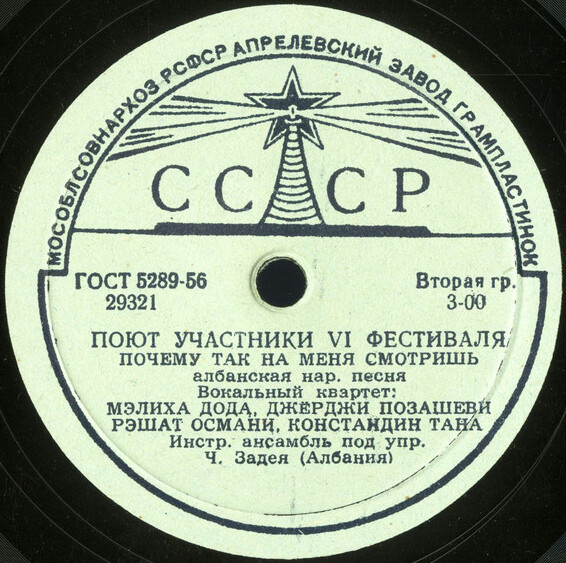 МОСОБЛСОВНАРХОЗ РСФСР АПРЕЛЕВСКИЙ ЗАВОД ГРАМПЛАСТИНОК
СССР
ГОСТ 5289-56
29321
Вторая гр.
3-00
ПОЮТ УЧАСТНИКИ VI ФЕСТИВАЛЯ
ПОЧЕМУ ТАК НА МЕНЯ СМОТРИШЬ
албанская нар. песня
Вокальный квартет:
МЭЛИХА ДОДА, ДЖЕРДЖИ ПОЗАШЕВИ
РЭШАТ ОСМАНИ, КОНСТАНДИН ТАНА
Инстр. ансамбль под упр.
Ч. Задея (Албания)